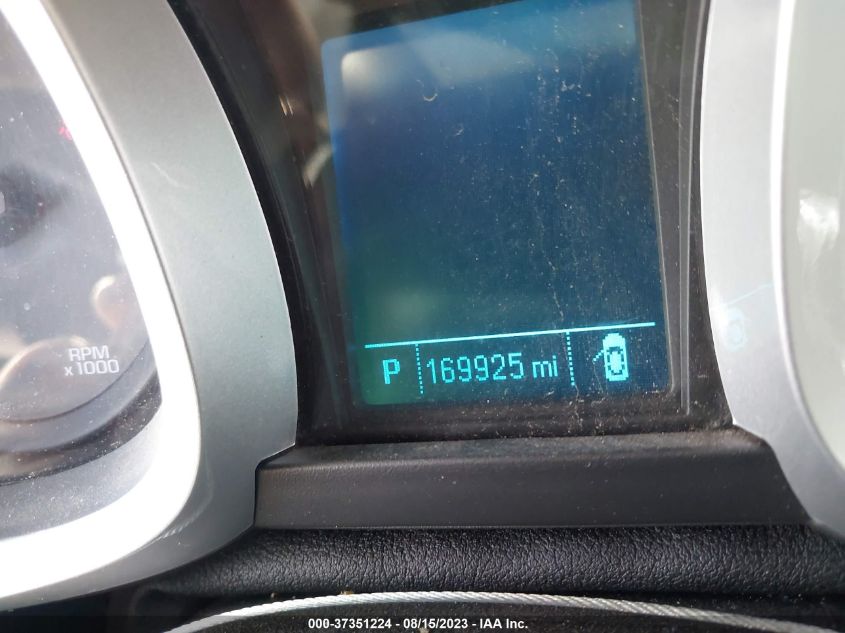 RPM
x1000
P 169925 mi
000-37351224 - 08/15/2023 - IAA Inc.